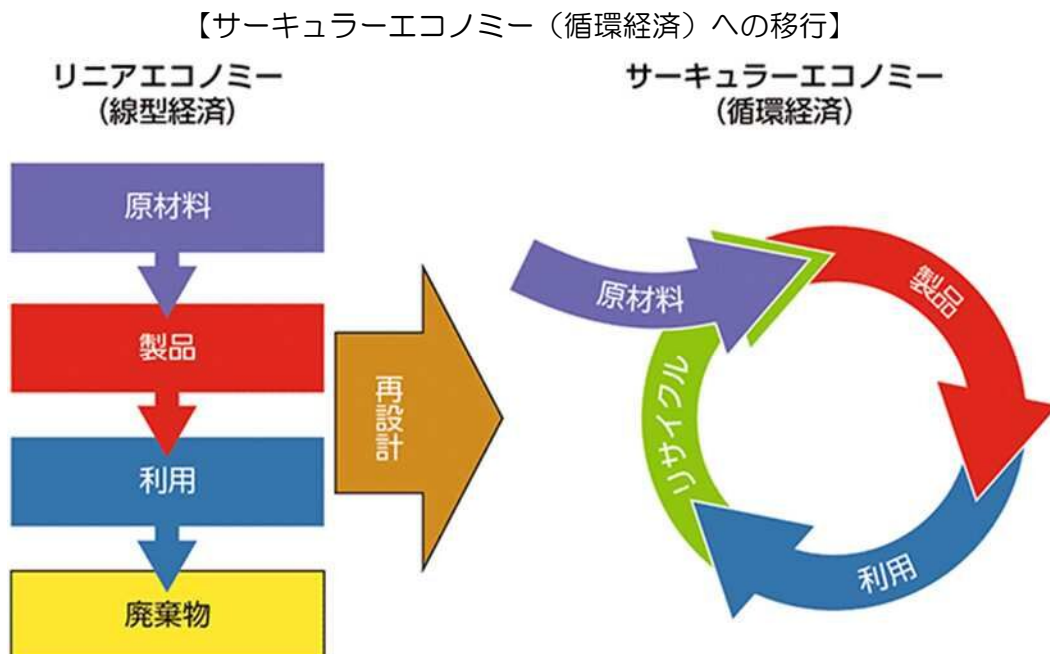 【サーキュラーエコノミー（循環経済）への移行】
リニアエコノミー
（線型経済）
原材料
製品
利用
廃棄物
再設計
サーキュラーエコノミー
（循環経済）
原材料
製品
利用
リサイクル